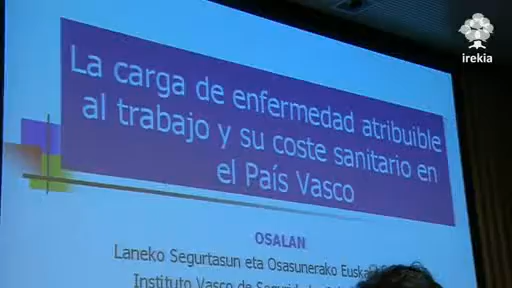 irekia
La carga de enfermedad atribuible
al trabajo y su coste sanitario en
el País Vasco
OSALAN
Laneko Segurtasun eta Osasunerako
Instituto Vasco de